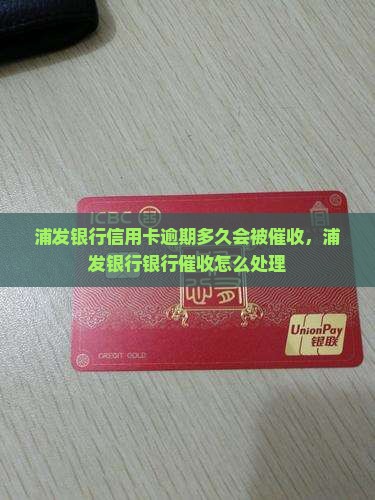 ICBC
浦发银行信用卡逾期多久会被催收，浦
发银行银行催收怎么处理
UnionPay
银联
CREDIT GOLD